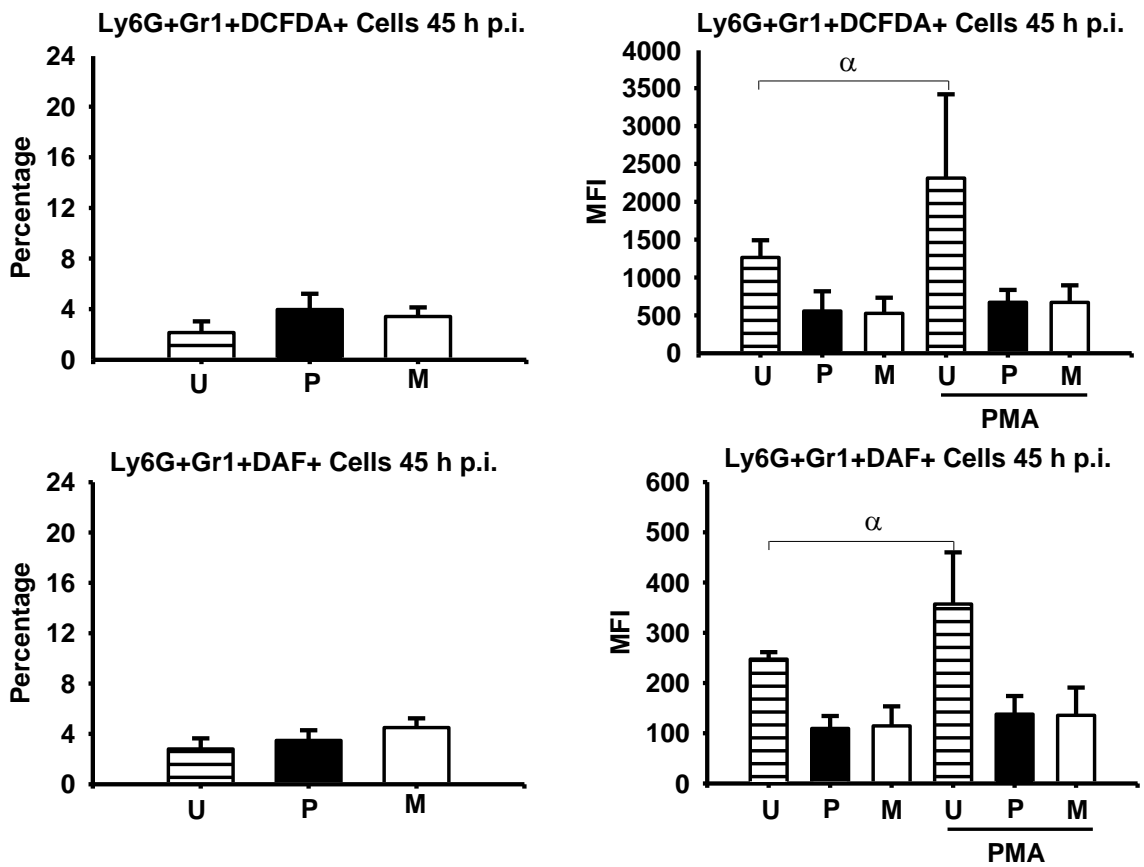 Ly6G+Gr1+DCFDA+ Cells 45 h p.i.
24
20
16
12
8
4
0
Percentage
U P M
Ly6G+Gr1+DCFDA+ Cells 45 h p.i.
4000
3500
3000
2500
2000
1500
1000
500
0
MFI
α
U P M U P M
PMA
Ly6G+Gr1+DAF+ Cells 45 h p.i.
24
20
16
12
8
4
0
Percentage
U P M
Ly6G+Gr1+DAF+ Cells 45 h p.i.
600
500
400
300
200
100
0
MFI
α
U P M U P M
PMA